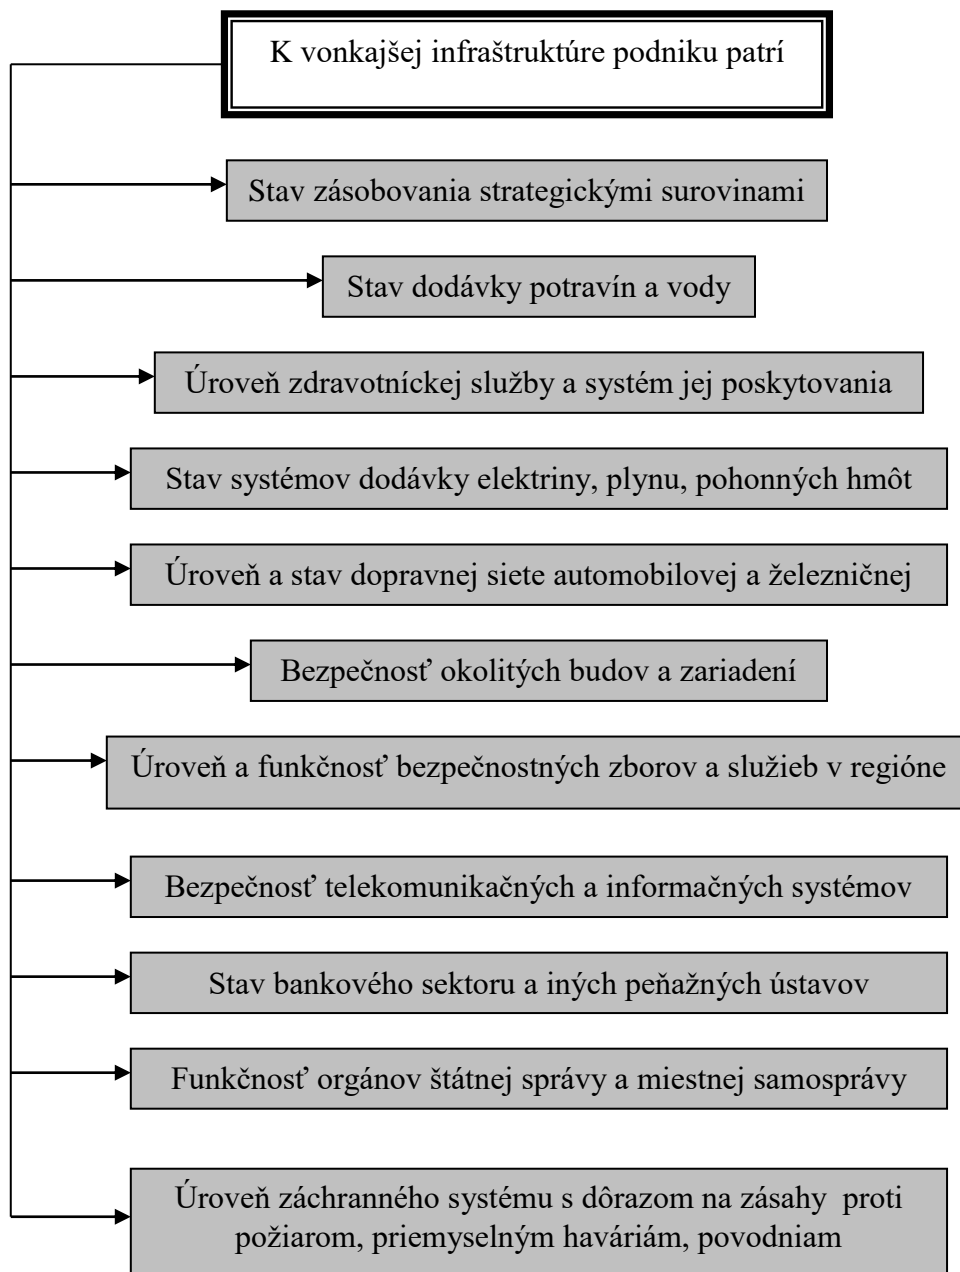 K vonkajšej infraštruktúre podniku patrí
Stav zásobovania strategickými surovinami
Stav dodávky potravín a vody
Úroveň zdravotníckej služby a systém jej poskytovania
Stav systémov dodávky elektriny, plynu, pohonných hmôt
Úroveň a stav dopravnej siete automobilovej a železničnej
Bezpečnosť okolitých budov a zariadení
Úroveň a funkčnosť bezpečnostných zborov a služieb v regióne
Bezpečnosť telekomunikačných a informačných systémov
Stav bankového sektoru a iných peňažných ústavov
Funkčnosť orgánov štátnej správy a miestnej samosprávy
Úroveň záchranného systému s dôrazom na zásahy proti
požiarom, priemyselným haváriám, povodniam